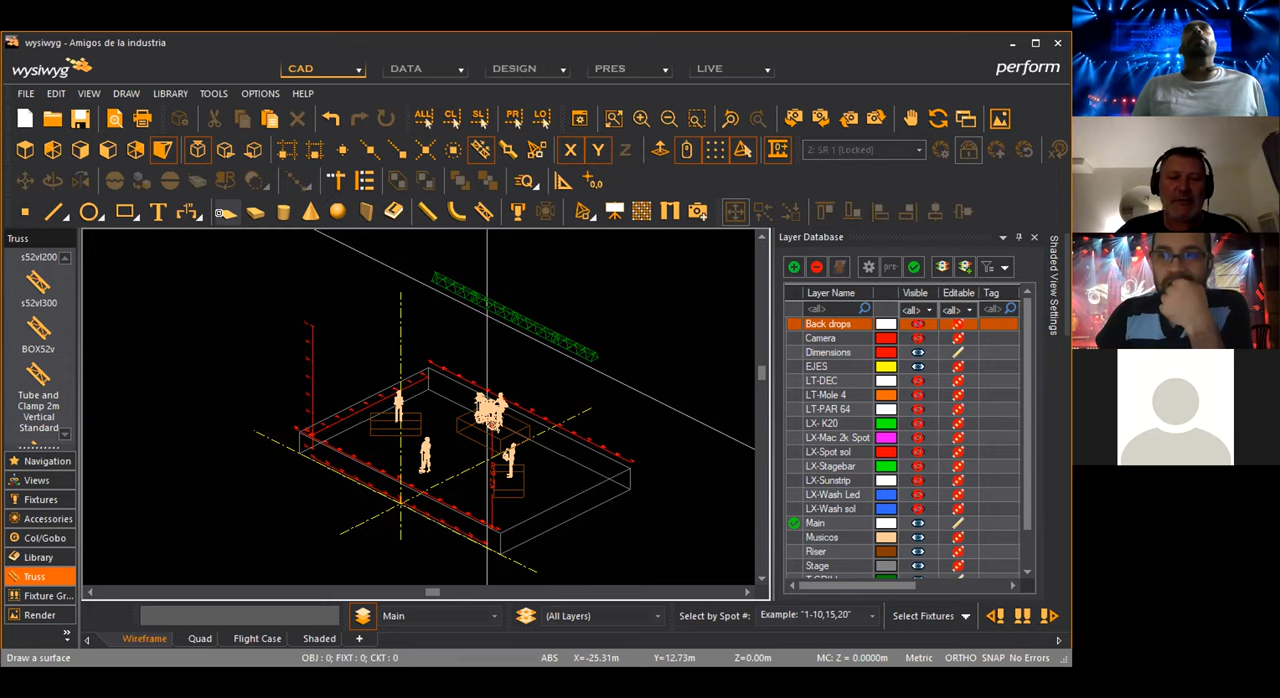 wysiwyg - Amigos de la industria
wysiwyg
CAD
DATA
DESIGN
PRES
LIVE
perform
FILE EDIT VIEW DRAW LIBRARY TOOLS OPTIONS HELP
ALL CL SL PR LO
X Y Z
2: SR 1 [Locked]
Truss
s52vl200
s52vl300
BOX52v
Tube and
Clamp 2m
Vertical
Standard...
Navigation
Views
Fixtures
Accessories
Col/Gobo
Library
Truss
Fixture Gr...
Render
Layer Database
Layer Name Visible Editable Tag
<all> <all> <all> <all>
Back drops
Camera
Dimensions
EJES
LT-DEC
LT-Mole 4
LT-PAR 64
LX- K20
LX-Mac 2k Spot
LX-Spot sol
LX-Stagebar
LX-Sunstrip
LX-Wash Led
LX-Wash sol
Main
Musicos
Riser
Stage
Shaded View Settings
Main
(All Layers)
Select by Spot #:
Example: "1-10,15,20"
Select Fixtures
Wireframe Quad Flight Case Shaded +
Draw a surface
OBJ : 0; FIXT : 0; CKT : 0
ABS X=-25.31m Y=12.73m Z=0.00m MC: Z = 0.0000m Metric ORTHO SNAP No Errors